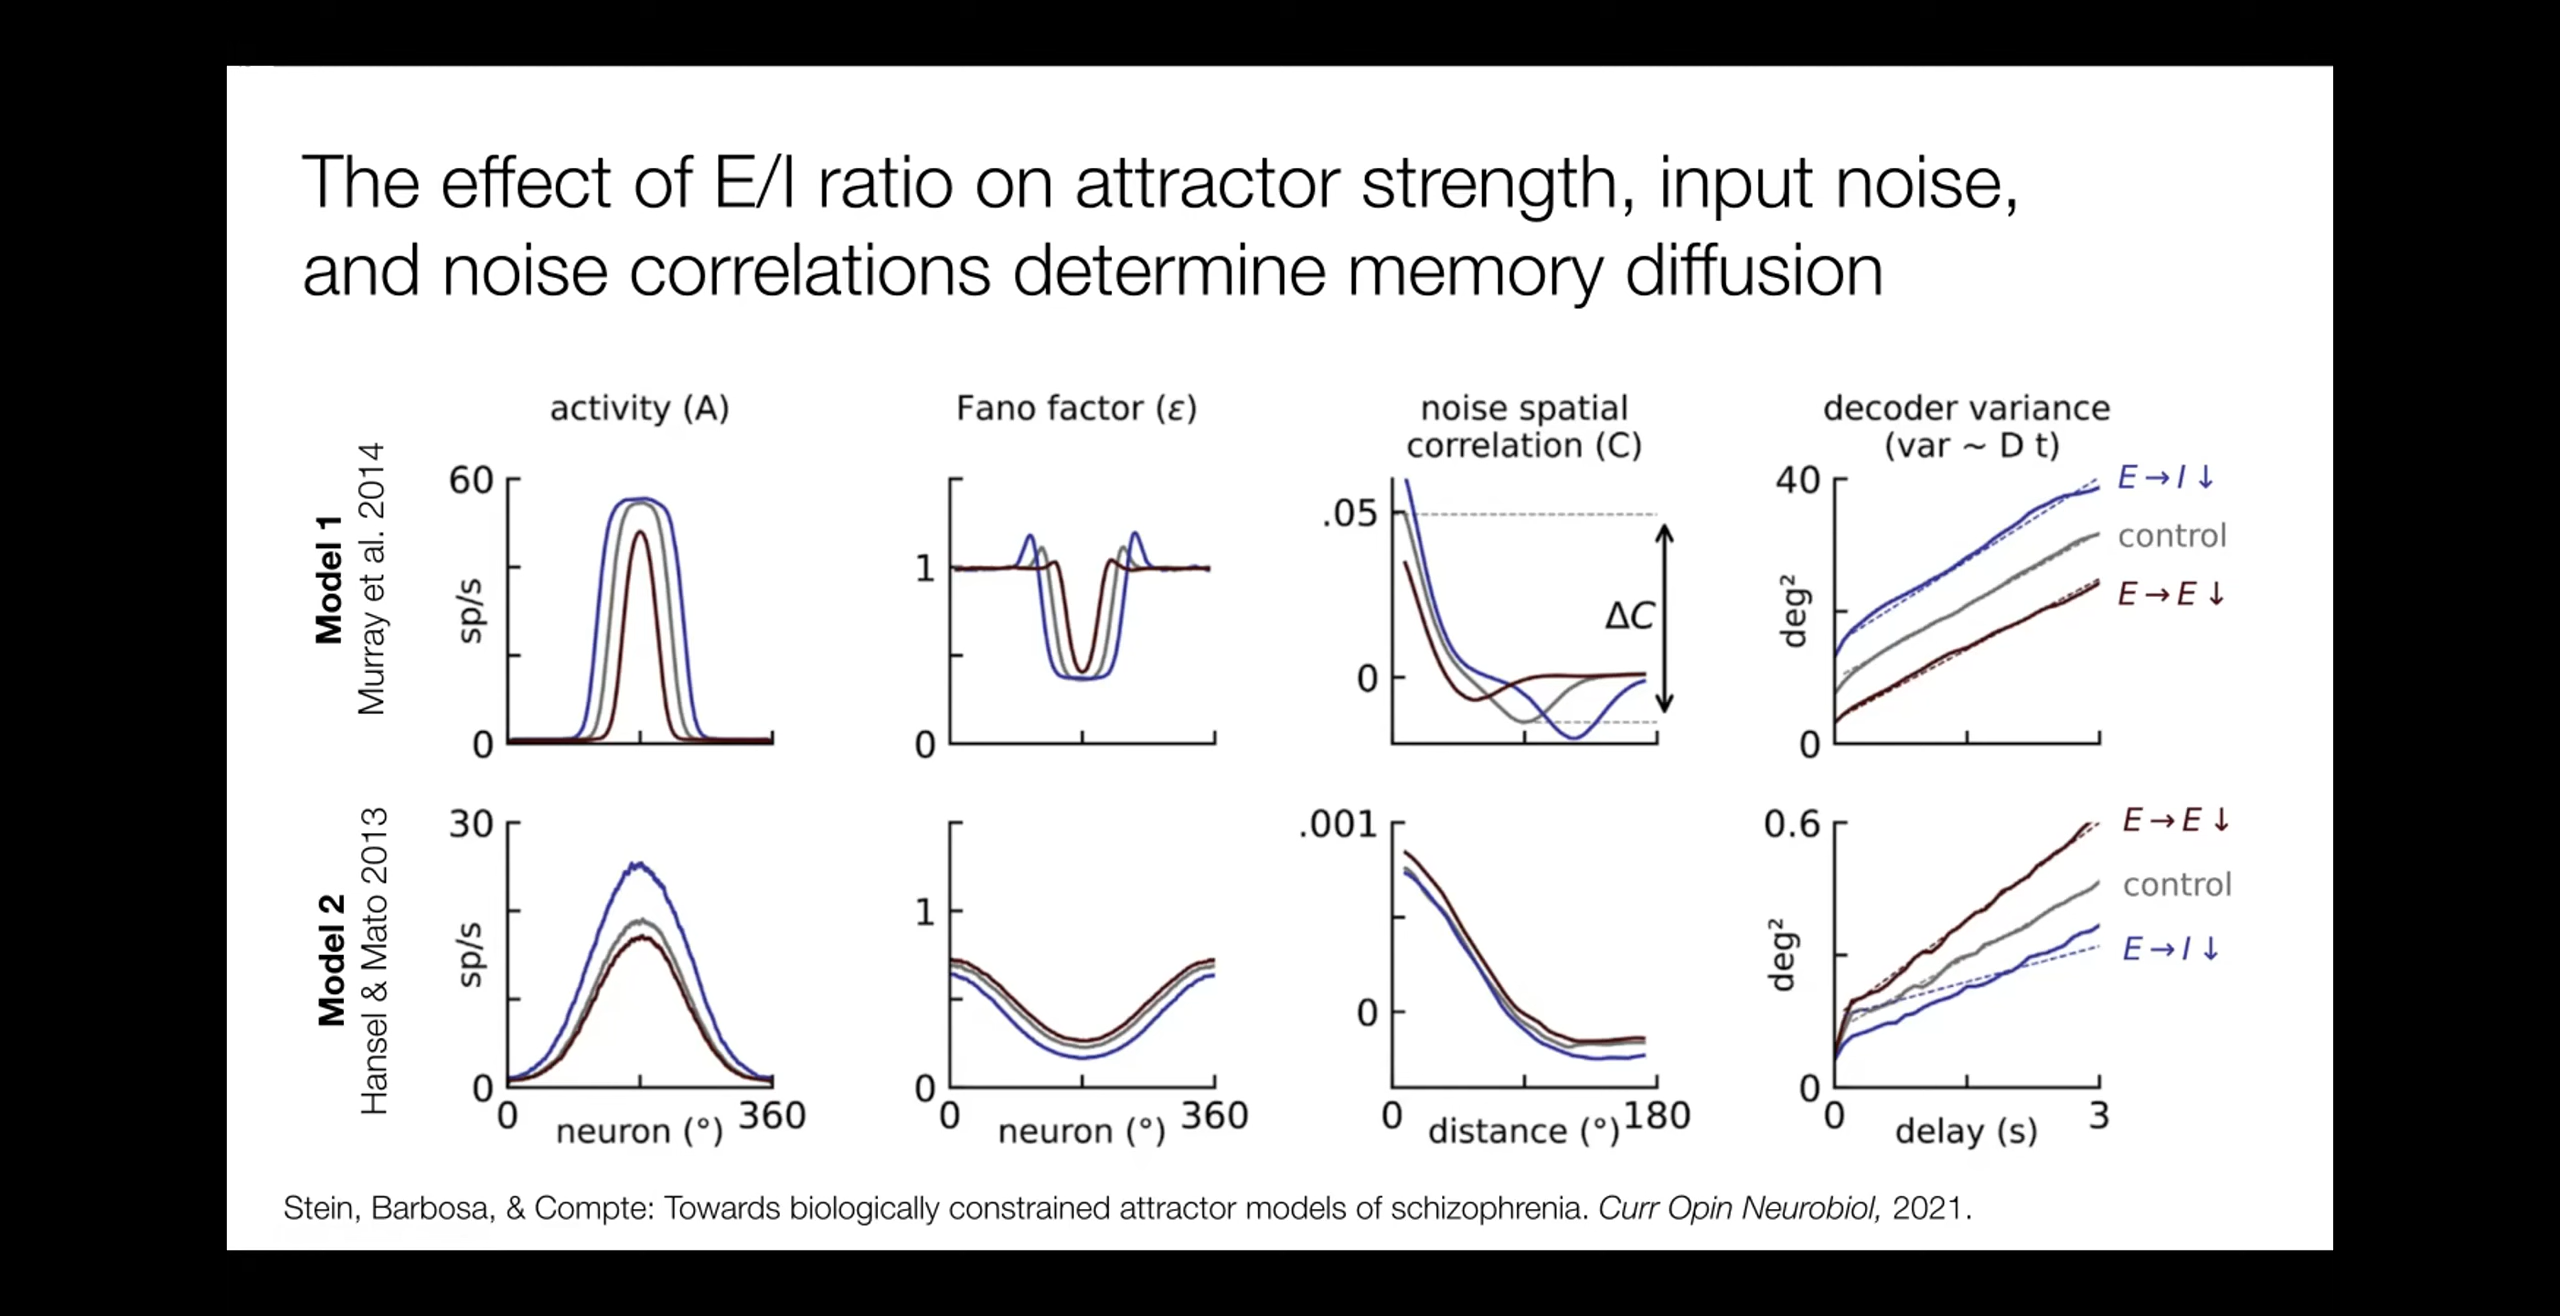 The effect of E/I ratio on attractor strength, input noise,
and noise correlations determine memory diffusion
activity (A)
Fano factor (ε)
noise spatial
correlation (C)
decoder variance
(var ~ D t)
Model 1
Murray et al. 2014
60
sp/s
0
1
0
.05
0
ΔC
40
deg²
0
E→I ↓
control
E→E ↓
Model 2
Hansel & Mato 2013
30
sp/s
0
0
neuron (°)
360
1
0
0
neuron (°)
360
.001
0
0
distance (°)
180
0.6
deg²
0
0
delay (s)
3
E→E ↓
control
E→I ↓
Stein, Barbosa, & Compte: Towards biologically constrained attractor models of schizophrenia. Curr Opin Neurobiol, 2021.